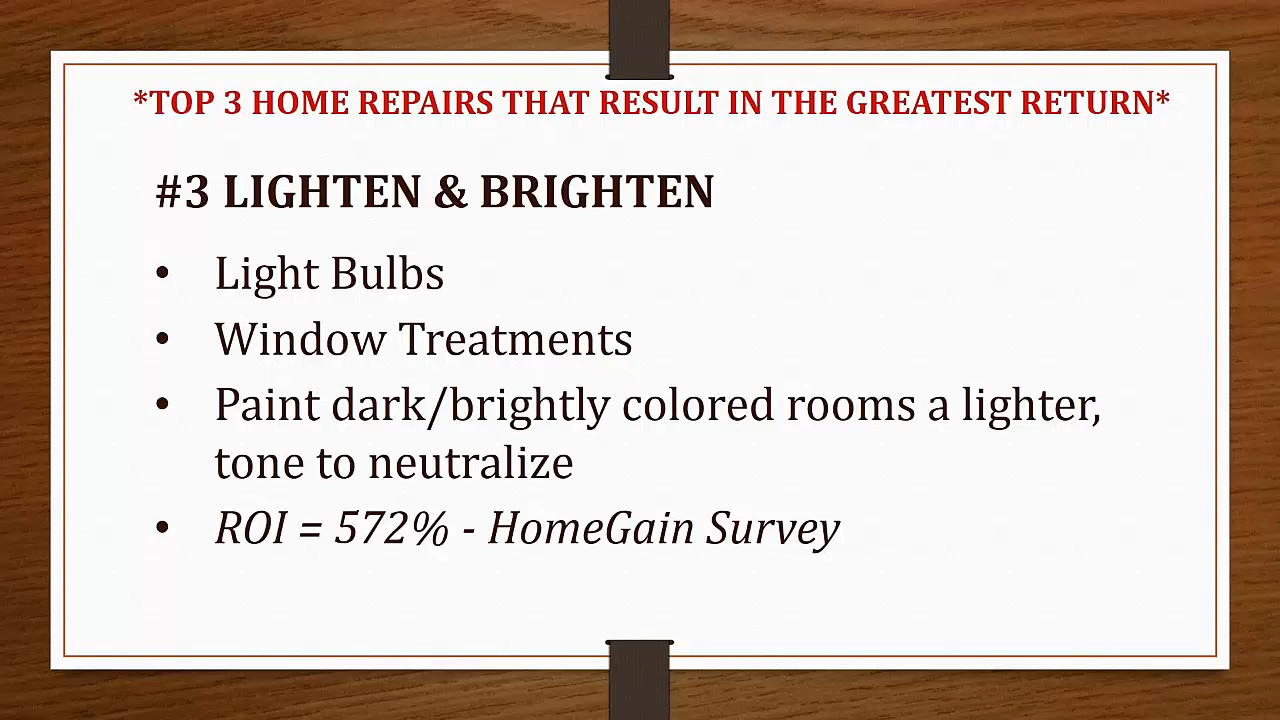 *TOP 3 HOME REPAIRS THAT RESULT IN THE GREATEST RETURN*
#3 LIGHTEN & BRIGHTEN
• Light Bulbs
• Window Treatments
• Paint dark/brightly colored rooms a lighter,
tone to neutralize
• ROI = 572% - HomeGain Survey